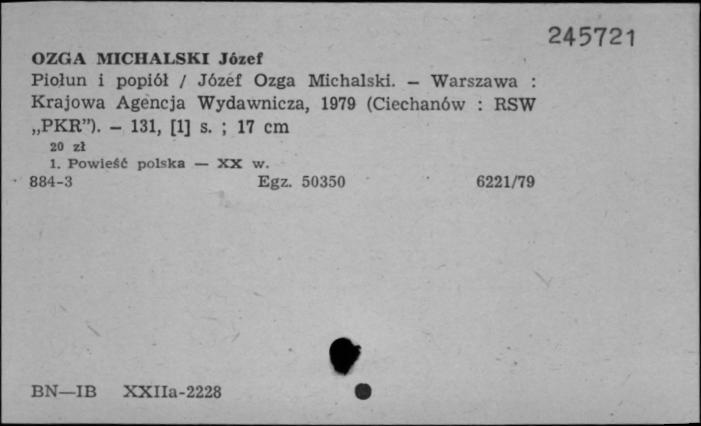 245721
OZGA MICHALSKI Józef
Piołun i popiół / Józef Ozga Michalski. — Warszawa :
Krajowa Agencja Wydawnicza, 1979 (Ciechanów : RSW
„PKR”). — 131, [1] s. ; 17 cm
20 zł
1. Powieść polska — XX w.
884-3 Egz. 50350 6221/79
BN—IB XXIIa-2228